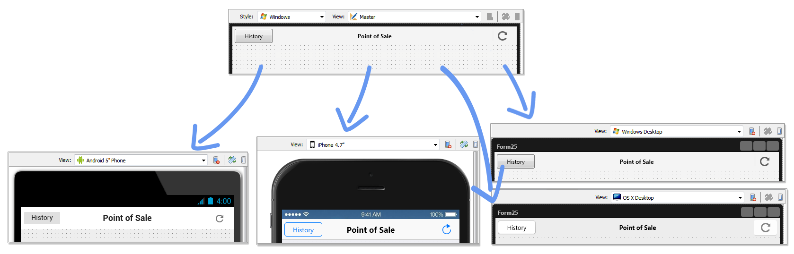 Style: Windows View: Master
History Point of Sale
View: Android 5" Phone
4:00
History Point of Sale
View: iPhone 4.7"
9:41 AM 100%
History Point of Sale
View: Windows Desktop
Form25
History Point of Sale
View: OS X Desktop
Form25
History Point of Sale